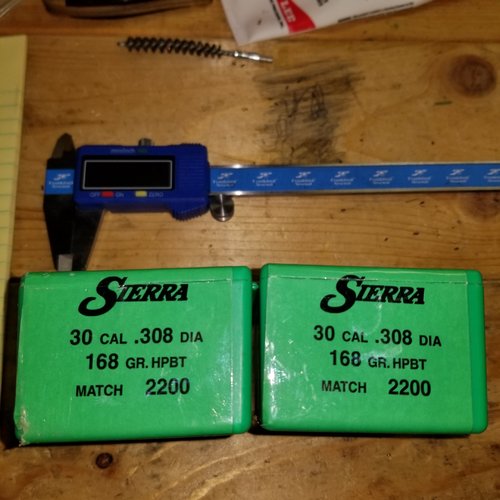 OFF ON ZERO
SIERRA
30 CAL .308 DIA
168 GR. HPBT
MATCH 2200
SIERRA
30 CAL .308 DIA
168 GR. HPBT
MATCH 2200